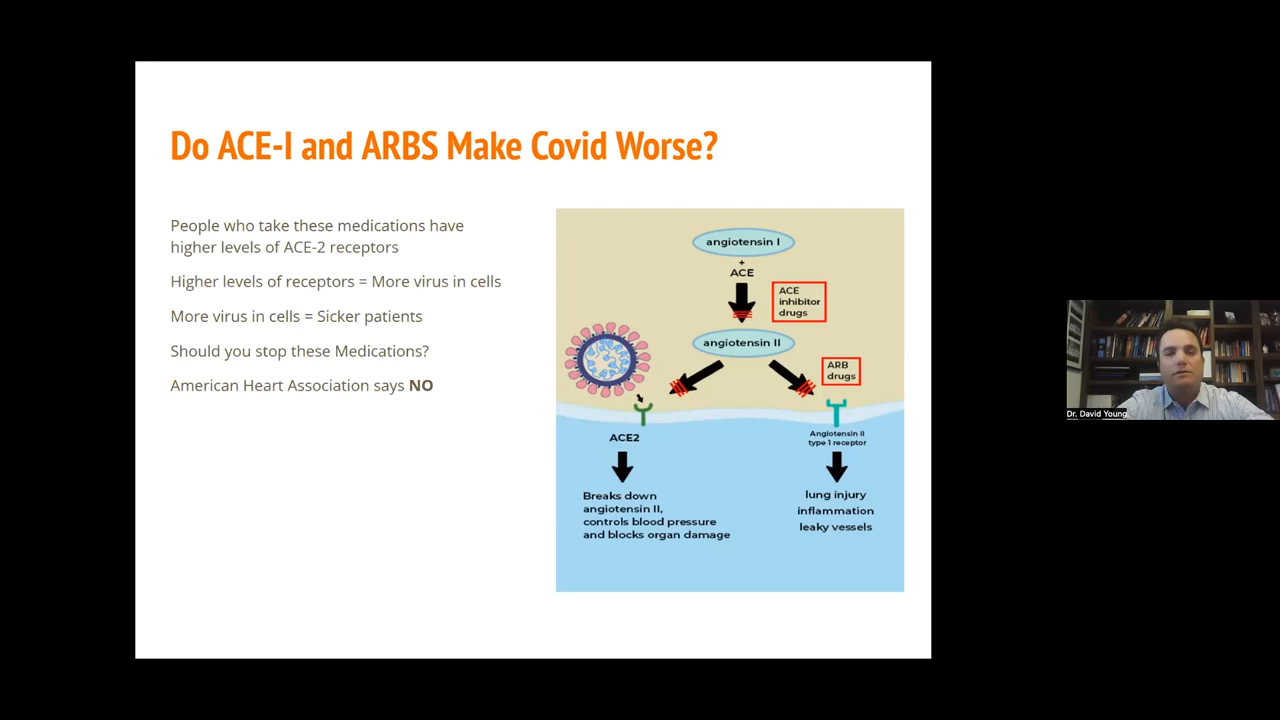 Do ACE-I and ARBS Make Covid Worse?
People who take these medications have
higher levels of ACE-2 receptors
Higher levels of receptors = More virus in cells
More virus in cells = Sicker patients
Should you stop these Medications?
American Heart Association says NO
angiotensin I
+
ACE
ACE
inhibitor
drugs
angiotensin II
ARB
drugs
ACE2
Angiotensin ii
type 1 receptor
Breaks down
angiotensin II,
controls blood pressure
and blocks organ damage
lung injury
inflammation
leaky vessels
Dr. David Young